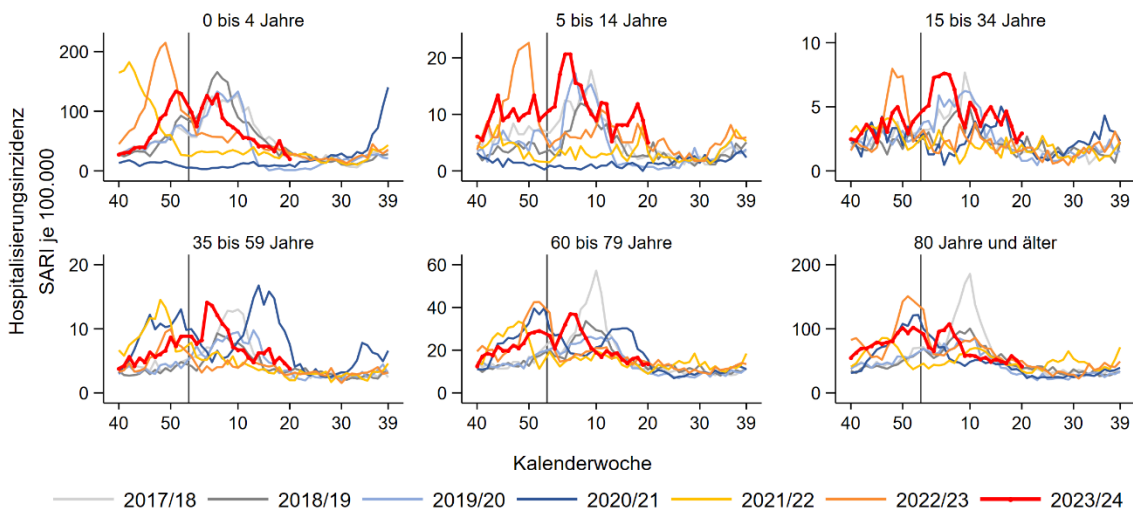 0 bis 4 Jahre
5 bis 14 Jahre
15 bis 34 Jahre
200
100
0
40 50 10 20 30 39
20
10
0
40 50 10 20 30 39
10
5
0
40 50 10 20 30 39
Hospitalisierungsinzidenz
SARI je 100.000
35 bis 59 Jahre
60 bis 79 Jahre
80 Jahre und älter
20
10
0
40 50 10 20 30 39
60
40
20
0
40 50 10 20 30 39
200
100
0
40 50 10 20 30 39
Kalenderwoche
2017/18 2018/19 2019/20 2020/21 2021/22 2022/23 2023/24